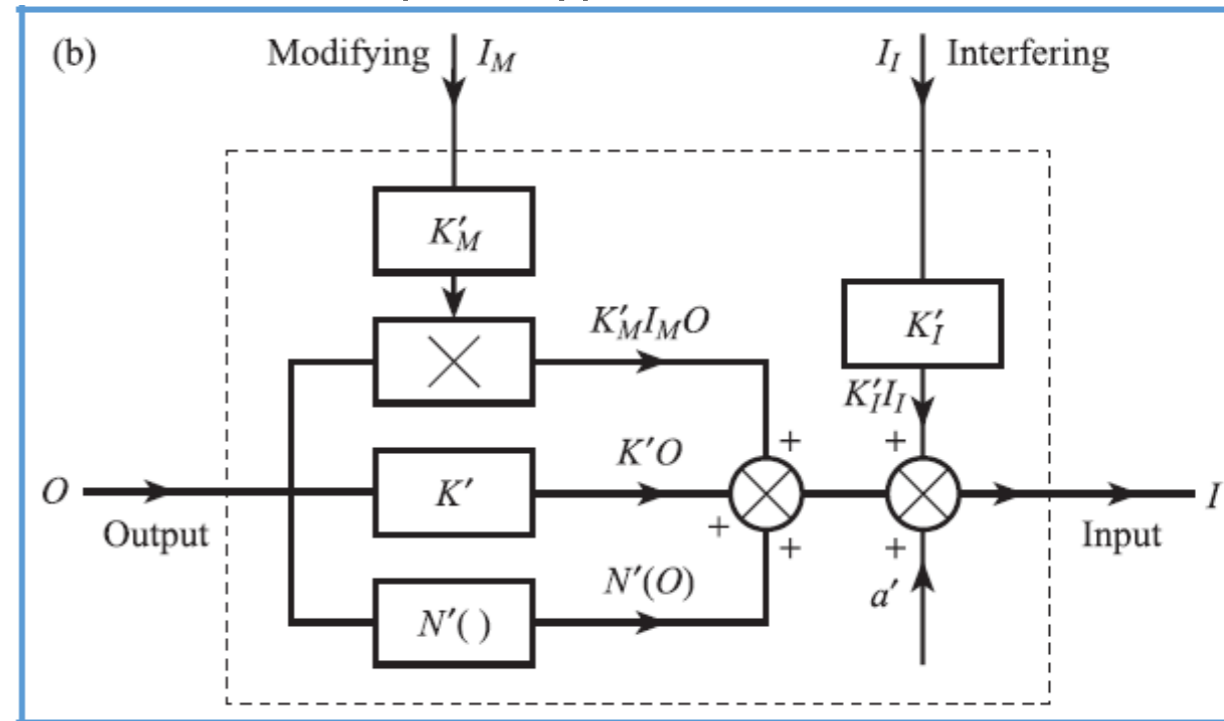 (b)
Modifying I_M
I_I Interfering
K'_M
K'_M I_M O
K'_I
K'_I I_I
+
+
K'O
O
K'
I
+
Output
+
+
Input
N'(O)
a'
N'( )